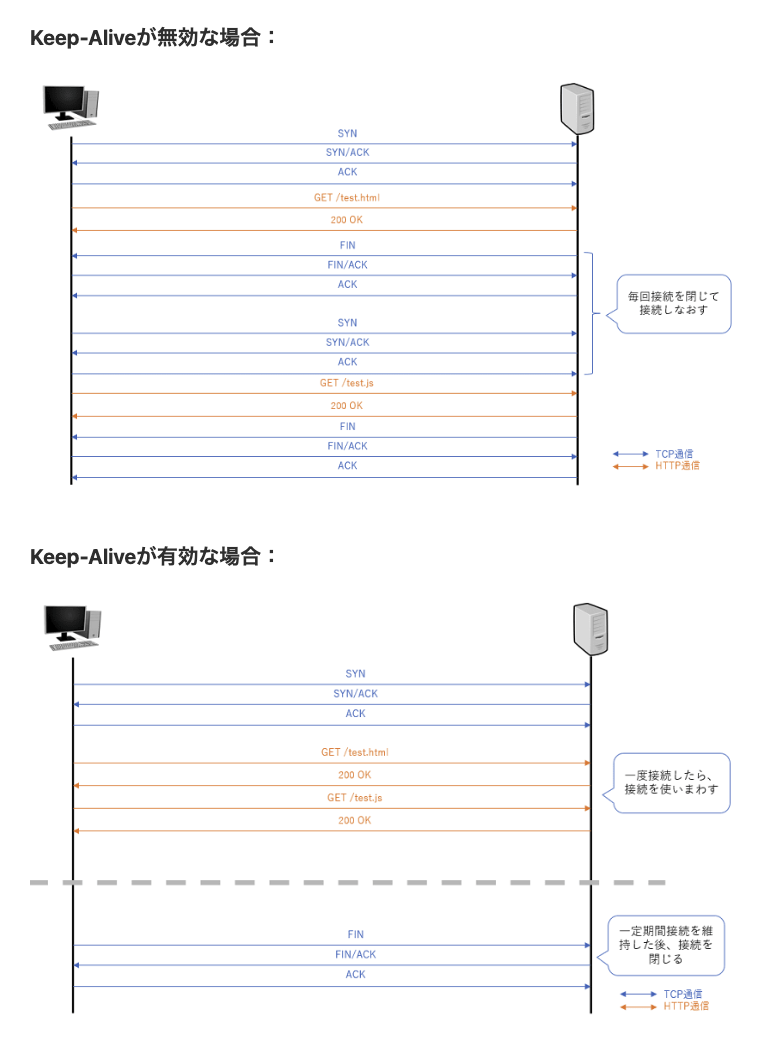 Keep-Aliveが無効な場合：
SYN
SYN/ACK
ACK
GET /test.html
200 OK
FIN
FIN/ACK
ACK
毎回接続を閉じて
接続しなおす
SYN
SYN/ACK
ACK
GET /test.js
200 OK
FIN
FIN/ACK
ACK
TCP通信
HTTP通信
Keep-Aliveが有効な場合：
SYN
SYN/ACK
ACK
GET /test.html
200 OK
GET /test.js
200 OK
一度接続したら、
接続を使いまわす
FIN
FIN/ACK
ACK
一定期間接続を維
持した後、接続を
閉じる
TCP通信
HTTP通信